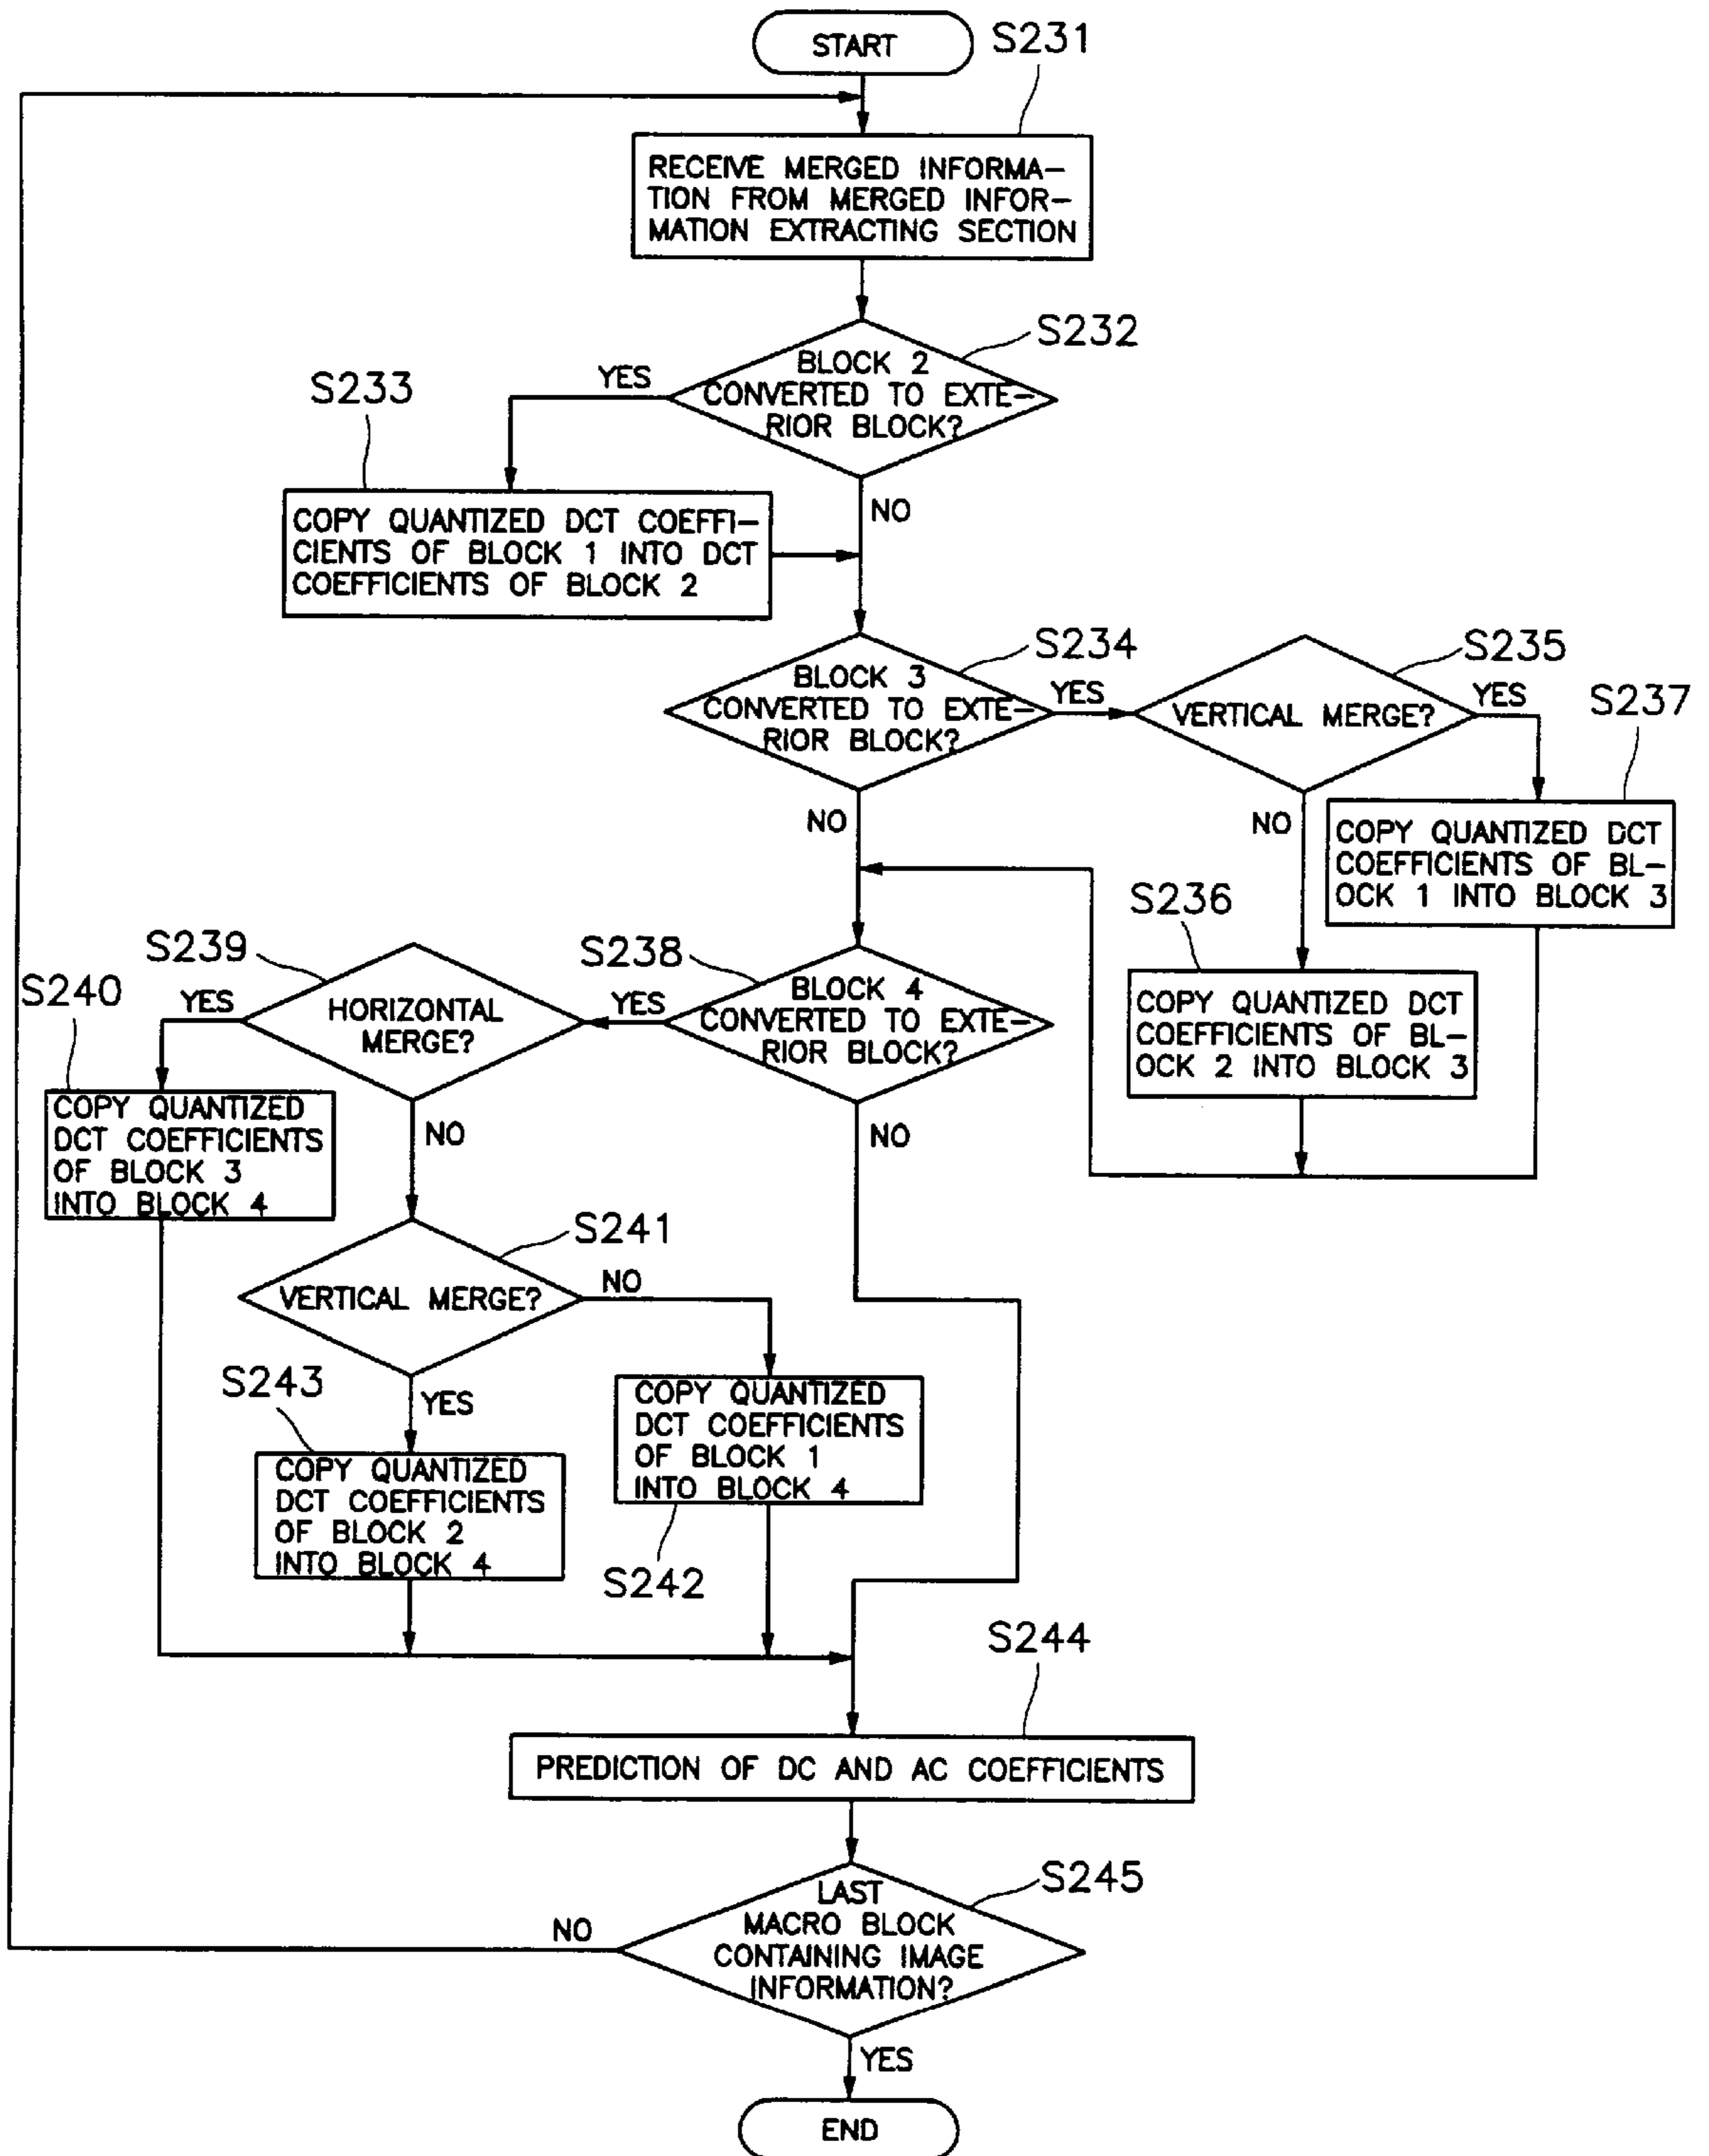 START
S231
RECEIVE MERGED INFORMA-
TION FROM MERGED INFOR-
MATION EXTRACTING SECTION
S232
BLOCK 2
CONVERTED TO EXTE-
RIOR BLOCK?
YES
NO
S233
COPY QUANTIZED DCT COEFFI-
CIENTS OF BLOCK 1 INTO DCT
COEFFICIENTS OF BLOCK 2
S234
BLOCK 3
CONVERTED TO EXTE-
RIOR BLOCK?
YES
NO
S235
VERTICAL MERGE?
YES
NO
S237
COPY QUANTIZED DCT
COEFFICIENTS OF BL-
OCK 1 INTO BLOCK 3
S236
COPY QUANTIZED DCT
COEFFICIENTS OF BL-
OCK 2 INTO BLOCK 3
S238
BLOCK 4
CONVERTED TO EXTE-
RIOR BLOCK?
YES
NO
S239
HORIZONTAL
MERGE?
YES
NO
S240
COPY QUANTIZED
DCT COEFFICIENTS
OF BLOCK 3
INTO BLOCK 4
S241
VERTICAL MERGE?
NO
YES
S243
COPY QUANTIZED
DCT COEFFICIENTS
OF BLOCK 2
INTO BLOCK 4
COPY QUANTIZED
DCT COEFFICIENTS
OF BLOCK 1
INTO BLOCK 4
S242
S244
PREDICTION OF DC AND AC COEFFICIENTS
S245
LAST
MACRO BLOCK
CONTAINING IMAGE
INFORMATION?
NO
YES
END